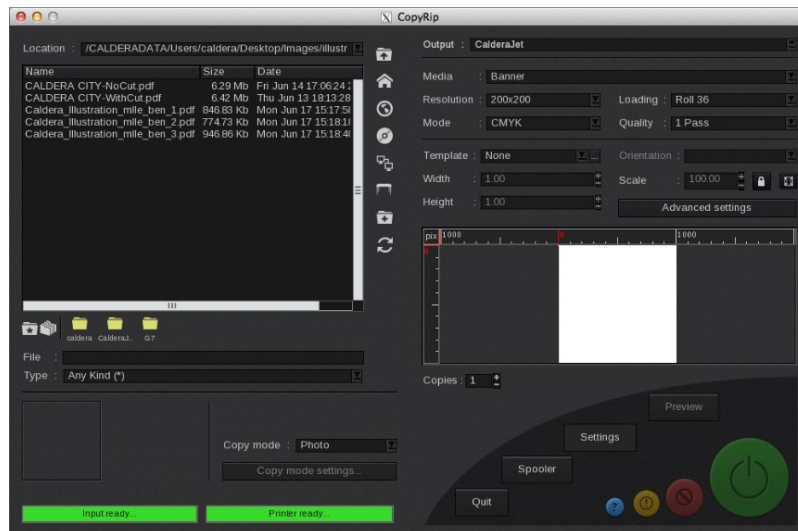 CopyRip
Location : /CALDERADATA/Users/caldera/Desktop/Images/illustr
Name Size Date
CALDERA CITY-NoCut.pdf 6.29 Mb Fri Jun 14 17:06:24
CALDERA CITY-WithCut.pdf 6.42 Mb Thu Jun 13 18:13:28
Caldera_Illustration_mlle_ben_1.pdf 846.83 Kb Mon Jun 17 15:17:5
Caldera_Illustration_mlle_ben_2.pdf 774.73 Kb Mon Jun 17 15:18:1
Caldera_Illustration_mlle_ben_3.pdf 946.86 Kb Mon Jun 17 15:18:4
caldera CalderaJ.. G7
File :
Type : Any Kind (*)
Copy mode : Photo
Copy mode settings...
Input ready...
Printer ready...
Output : CalderaJet
Media : Banner
Resolution : 200x200 Loading : Roll 36
Mode : CMYK Quality : 1 Pass
Template : None ... Orientation :
Width : 1.00 Scale : 100.00
Height : 1.00 Advanced settings
pix 1000 0 1000
0
Copies : 1
Preview
Settings
Spooler
Quit
?
!